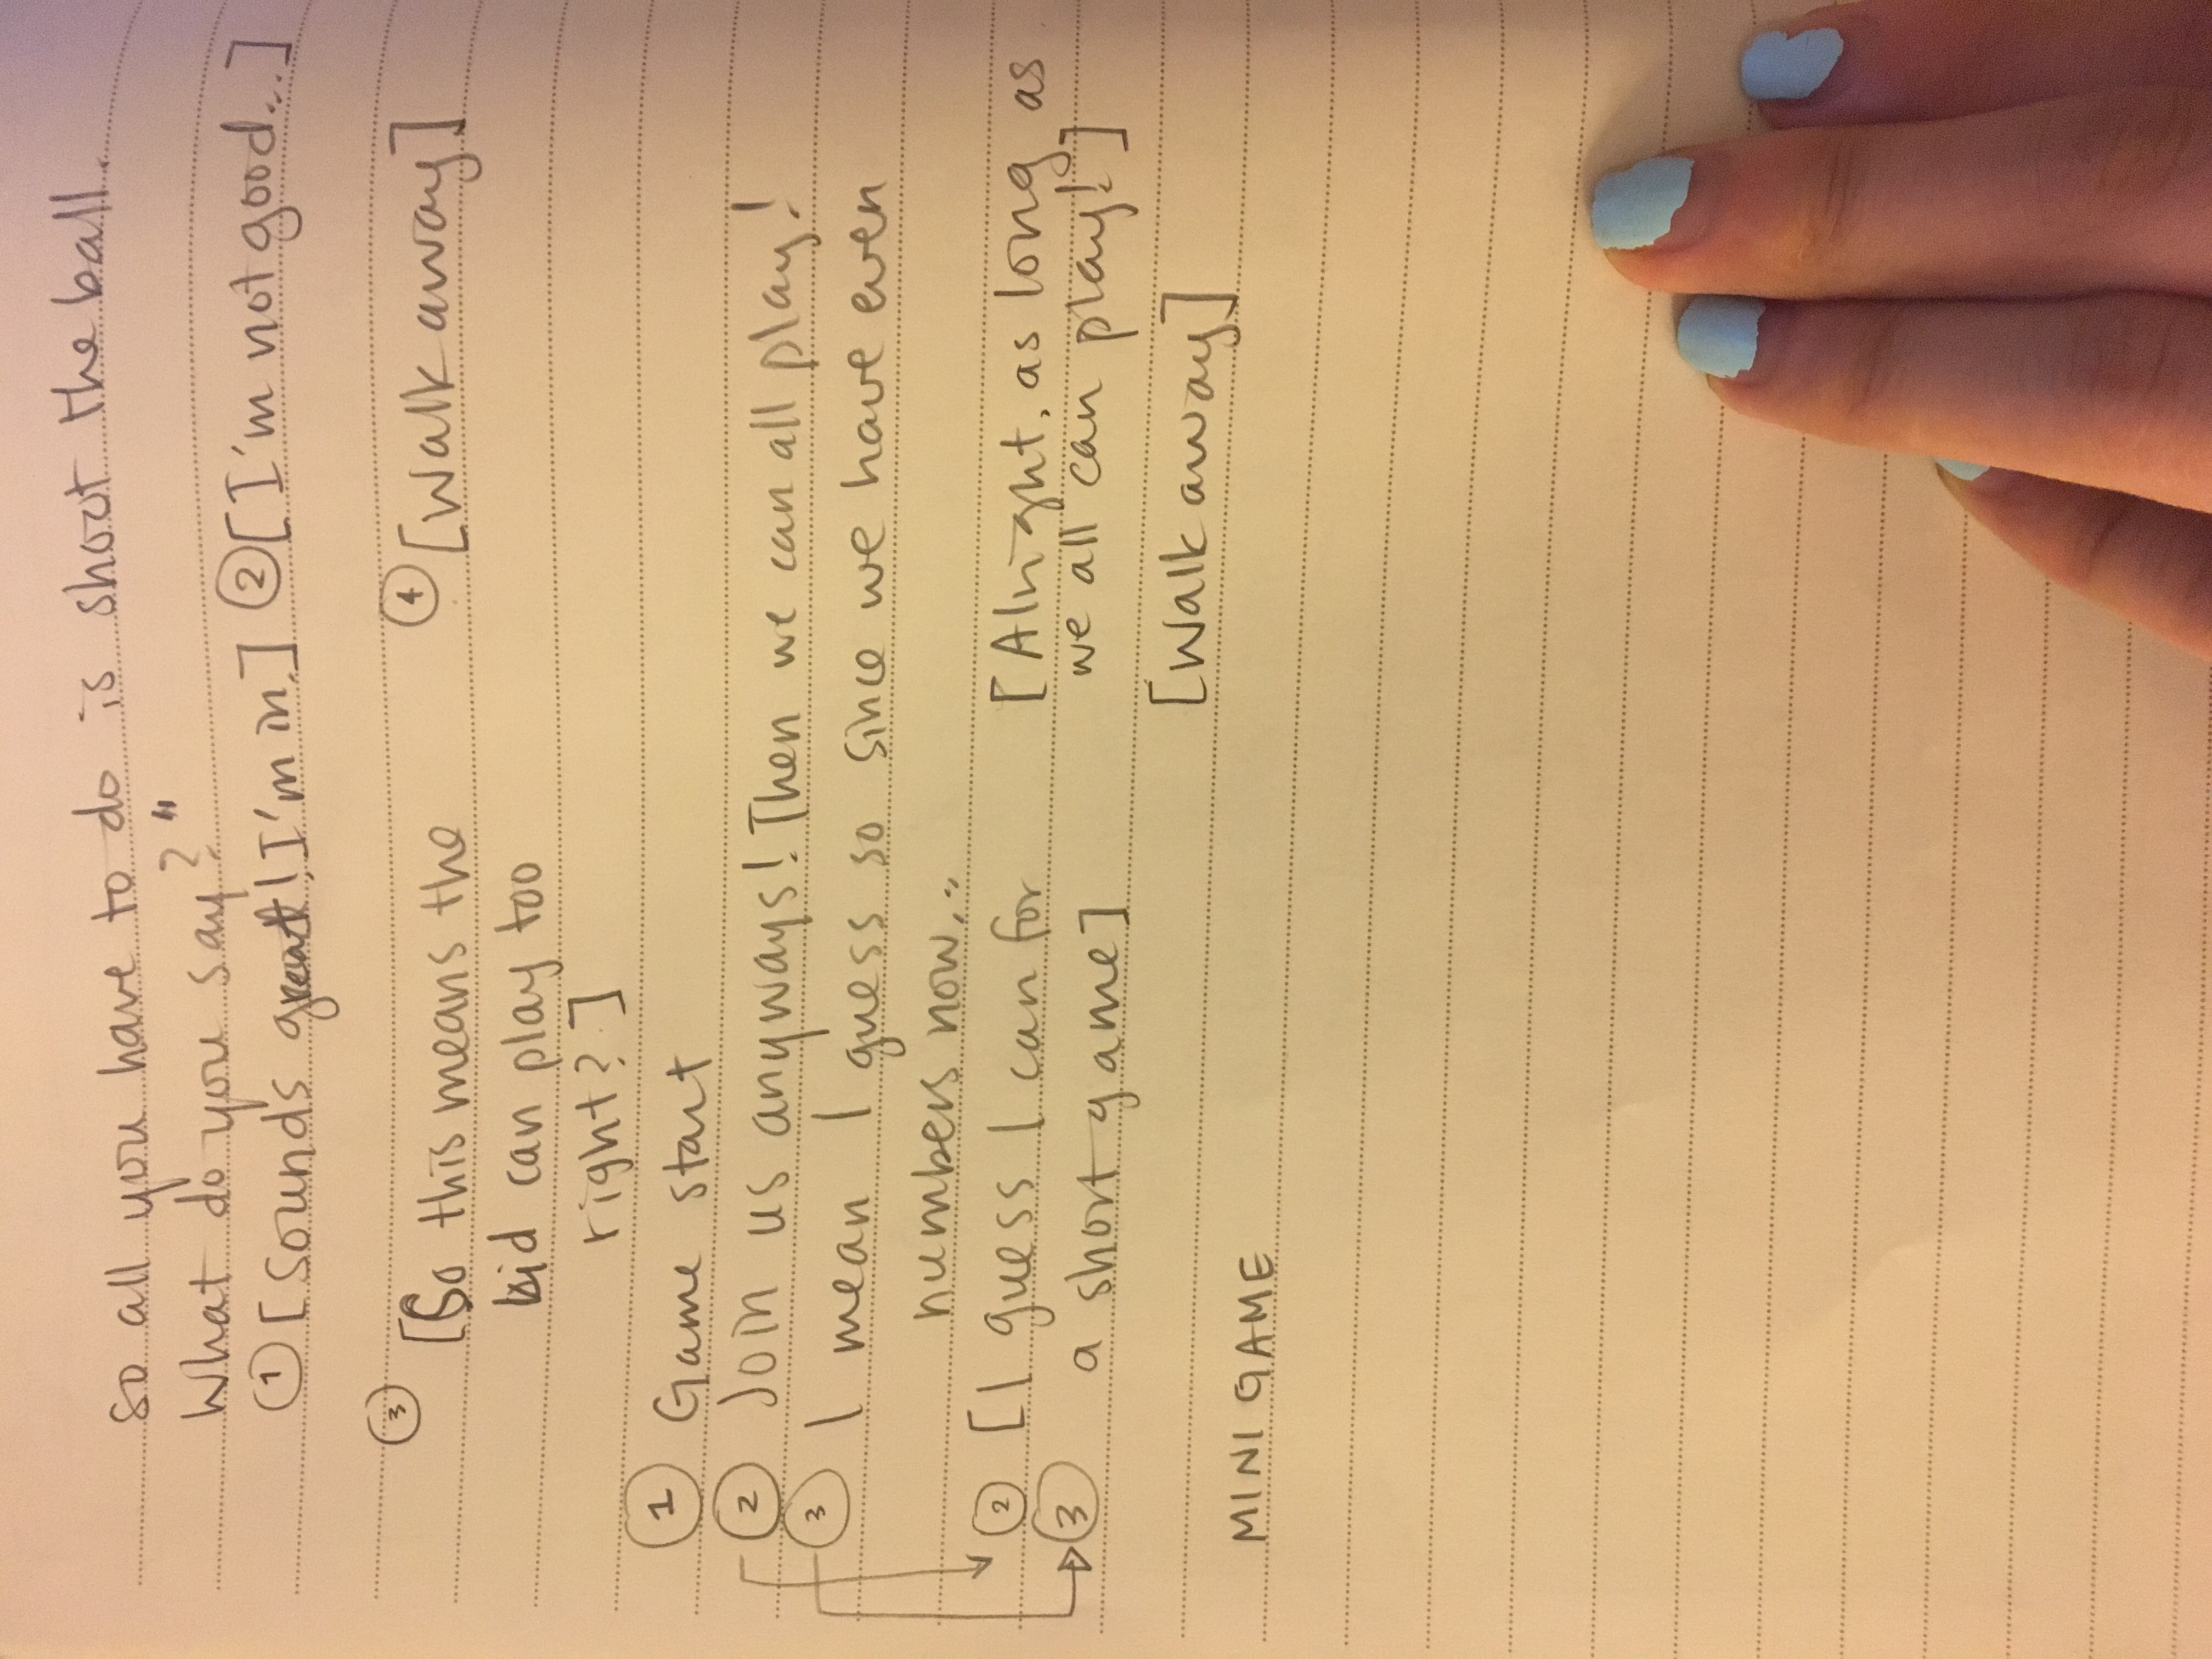 so all you have to do is shoot the ball.
What do you say?"
① [Sounds great! I'm in.] ② [I'm not good...]
③ [So this means the
kid can play too
right?]
④ [Walk away]
① Game start
② Join us anyways! Then we can all play!
③ I mean I guess so since we have even
numbers now...
② [I guess I can for
③ a short game]
[Alright, as long as
we all can play!]
[Walk away]
MINI GAME